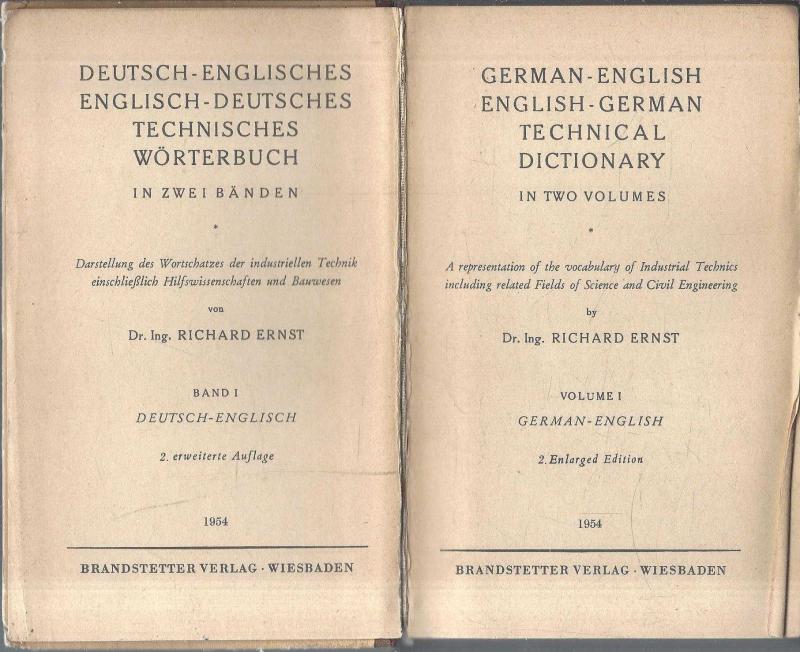 DEUTSCH-ENGLISCHES
ENGLISCH-DEUTSCHES
TECHNISCHES
WÖRTERBUCH
IN ZWEI BÄNDEN
*
Darstellung des Wortschatzes der industriellen Technik
einschließlich Hilfswissenschaften und Bauwesen
von
Dr. Ing. RICHARD ERNST
BAND I
DEUTSCH-ENGLISCH
2. erweiterte Auflage
1954
BRANDSTETTER VERLAG · WIESBADEN
GERMAN-ENGLISH
ENGLISH-GERMAN
TECHNICAL
DICTIONARY
IN TWO VOLUMES
*
A representation of the vocabulary of Industrial Technics
including related Fields of Science and Civil Engineering
by
Dr. Ing. RICHARD ERNST
VOLUME I
GERMAN-ENGLISH
2. Enlarged Edition
1954
BRANDSTETTER VERLAG · WIESBADEN